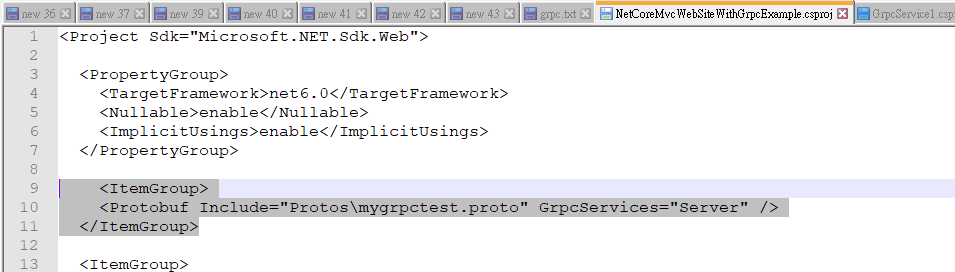 new 36 new 37 new 39 new 40 new 41 new 42 new 43 grpc.txt NetCoreMvcWebSiteWithGrpcExample.csproj GrpcService1.csp
1 <Project Sdk="Microsoft.NET.Sdk.Web">
2
3 <PropertyGroup>
4 <TargetFramework>net6.0</TargetFramework>
5 <Nullable>enable</Nullable>
6 <ImplicitUsings>enable</ImplicitUsings>
7 </PropertyGroup>
8
9 <ItemGroup>
10 <Protobuf Include="Protos\mygrpctest.proto" GrpcServices="Server" />
11 </ItemGroup>
12
13 <ItemGroup>